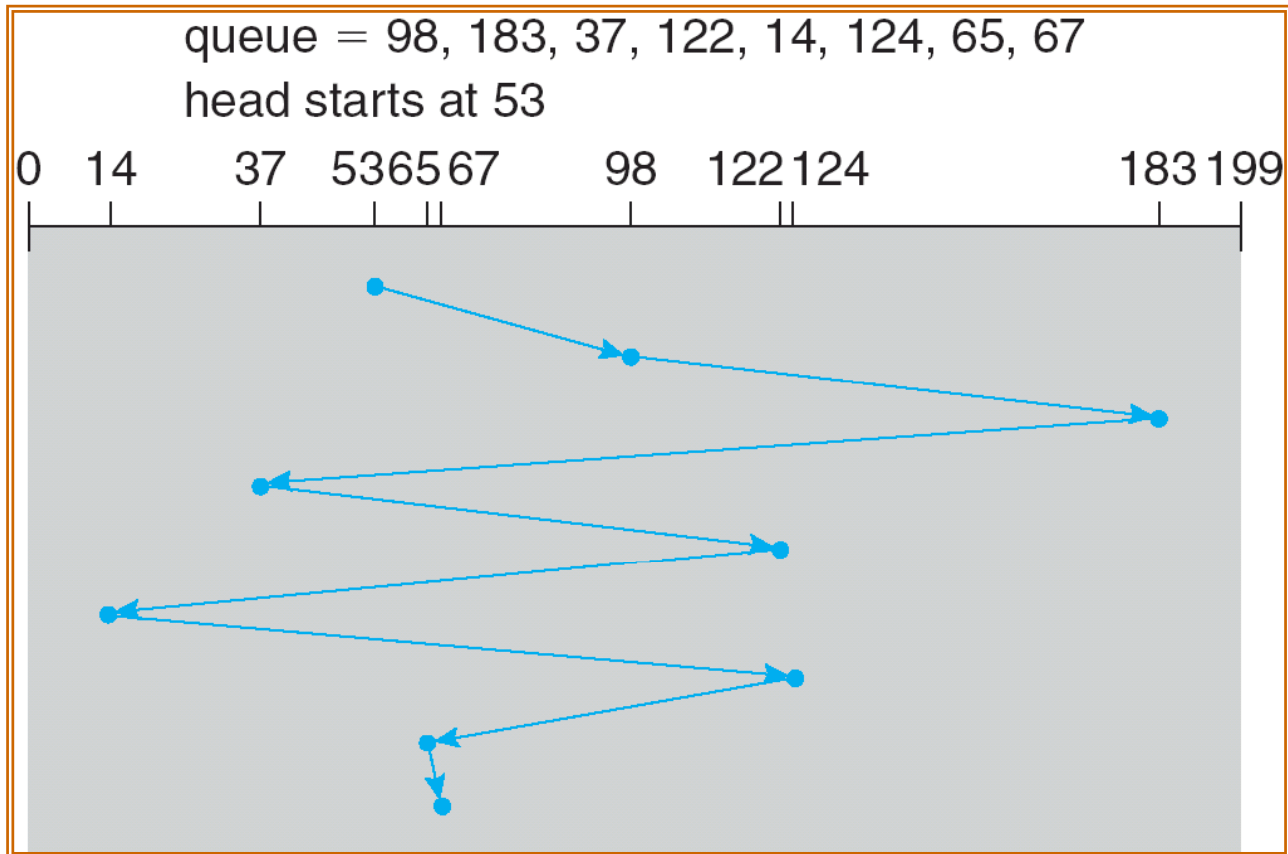 queue = 98, 183, 37, 122, 14, 124, 65, 67
head starts at 53
0 14 37 53 65 67 98 122 124 183 199